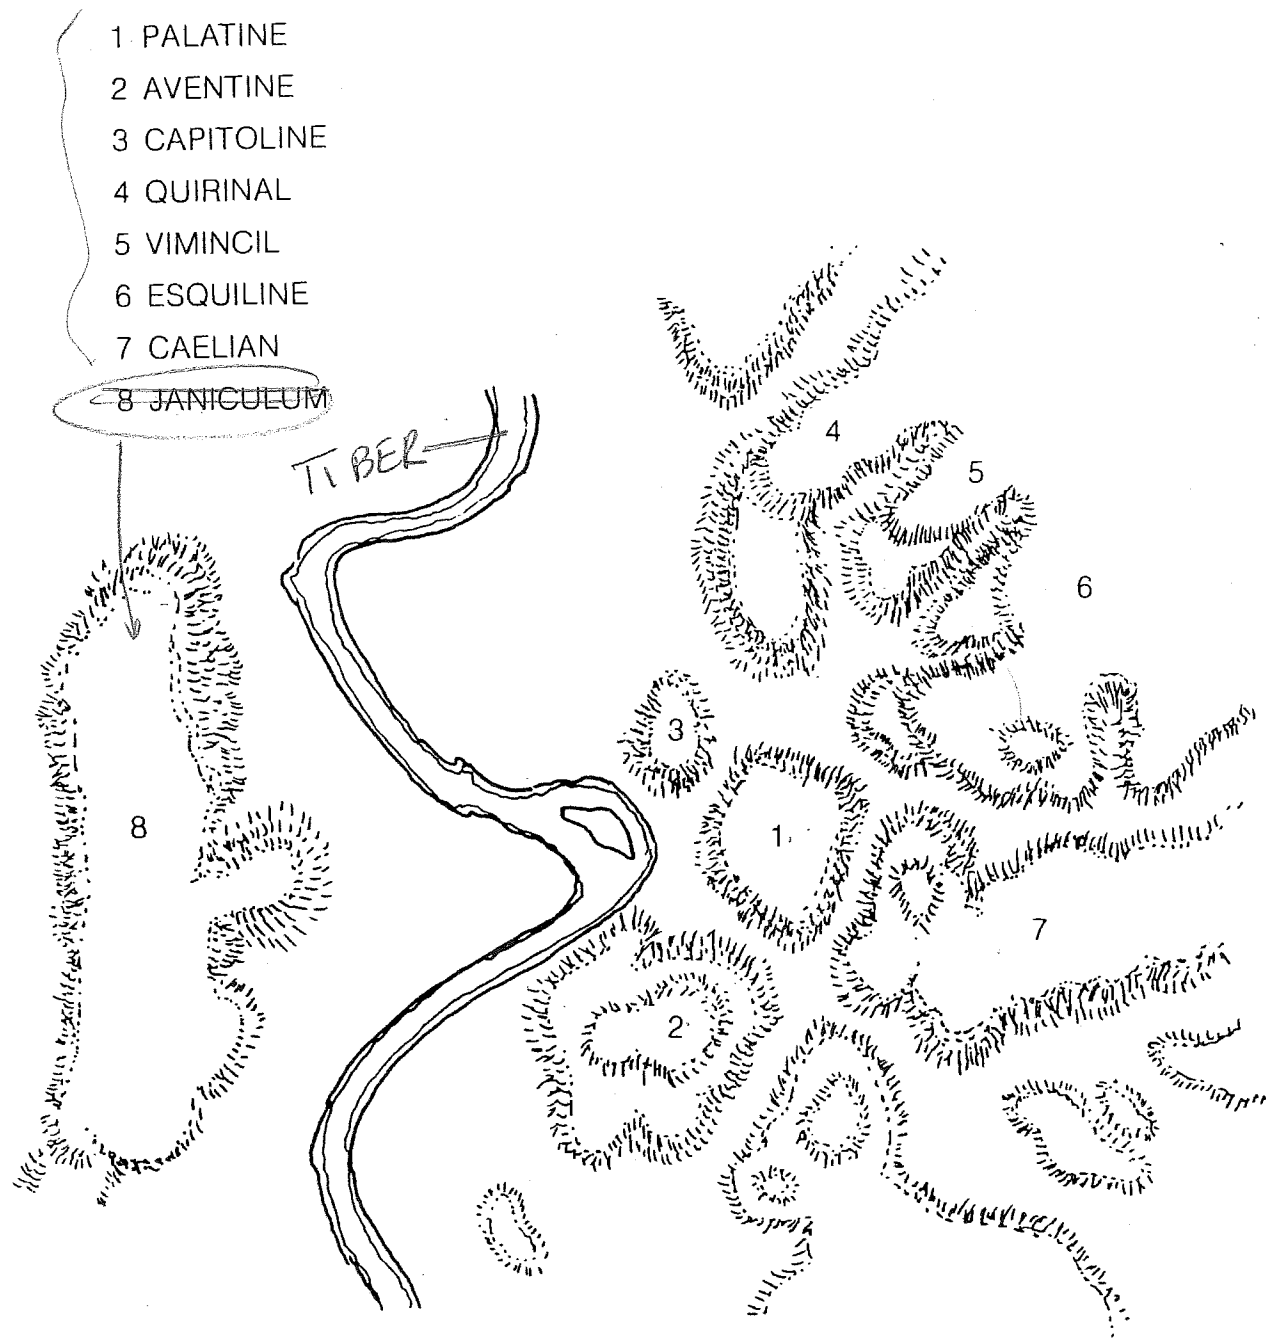 1 PALATINE
2 AVENTINE
3 CAPITOLINE
4 QUIRINAL
5 VIMINCIL
6 ESQUILINE
7 CAELIAN
8 JANICULUM
TIBER
4
5
6
3
8
1
7
2